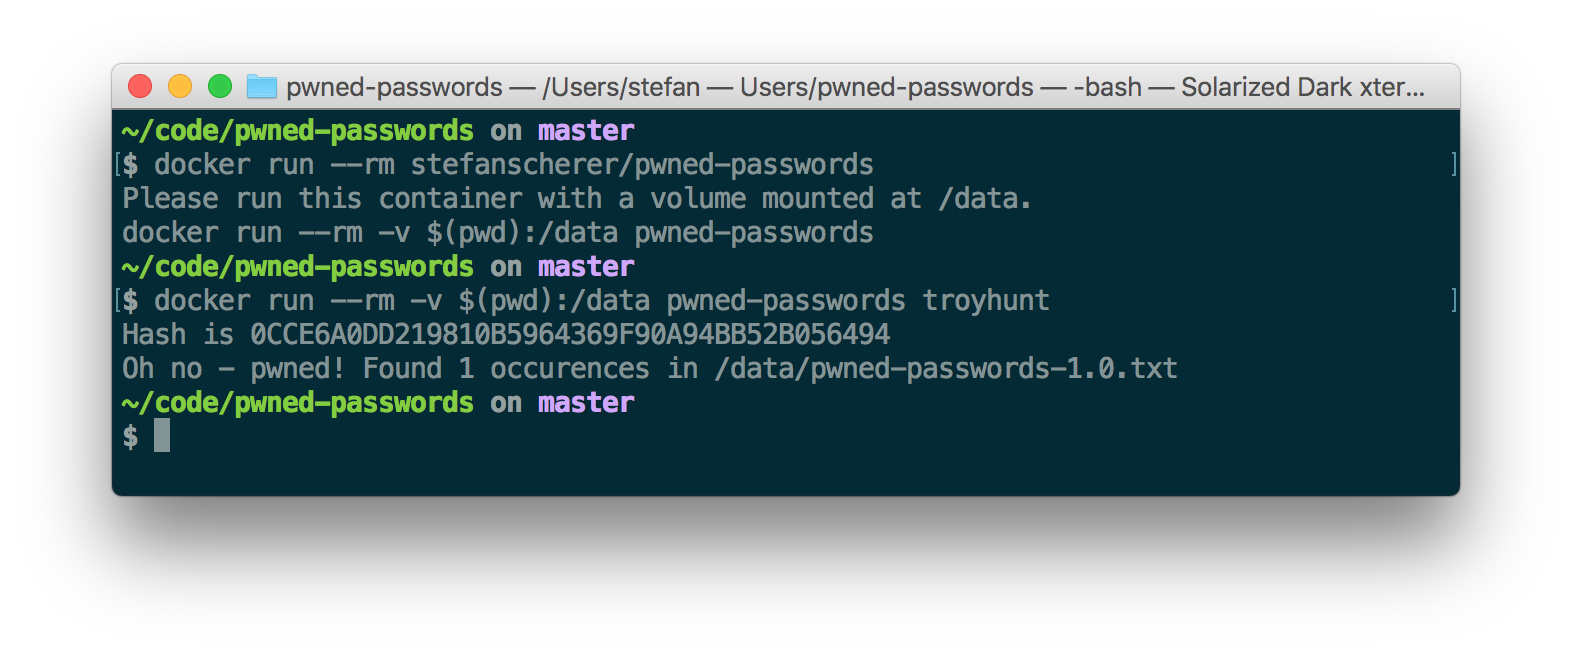 pwned-passwords — /Users/stefan — Users/pwned-passwords — -bash — Solarized Dark xter...
~/code/pwned-passwords on master
[$ docker run --rm stefanscherer/pwned-passwords ]
Please run this container with a volume mounted at /data.
docker run --rm -v $(pwd):/data pwned-passwords
~/code/pwned-passwords on master
[$ docker run --rm -v $(pwd):/data pwned-passwords troyhunt ]
Hash is 0CCE6A0DD219810B5964369F90A94BB52B056494
Oh no - pwned! Found 1 occurences in /data/pwned-passwords-1.0.txt
~/code/pwned-passwords on master
$